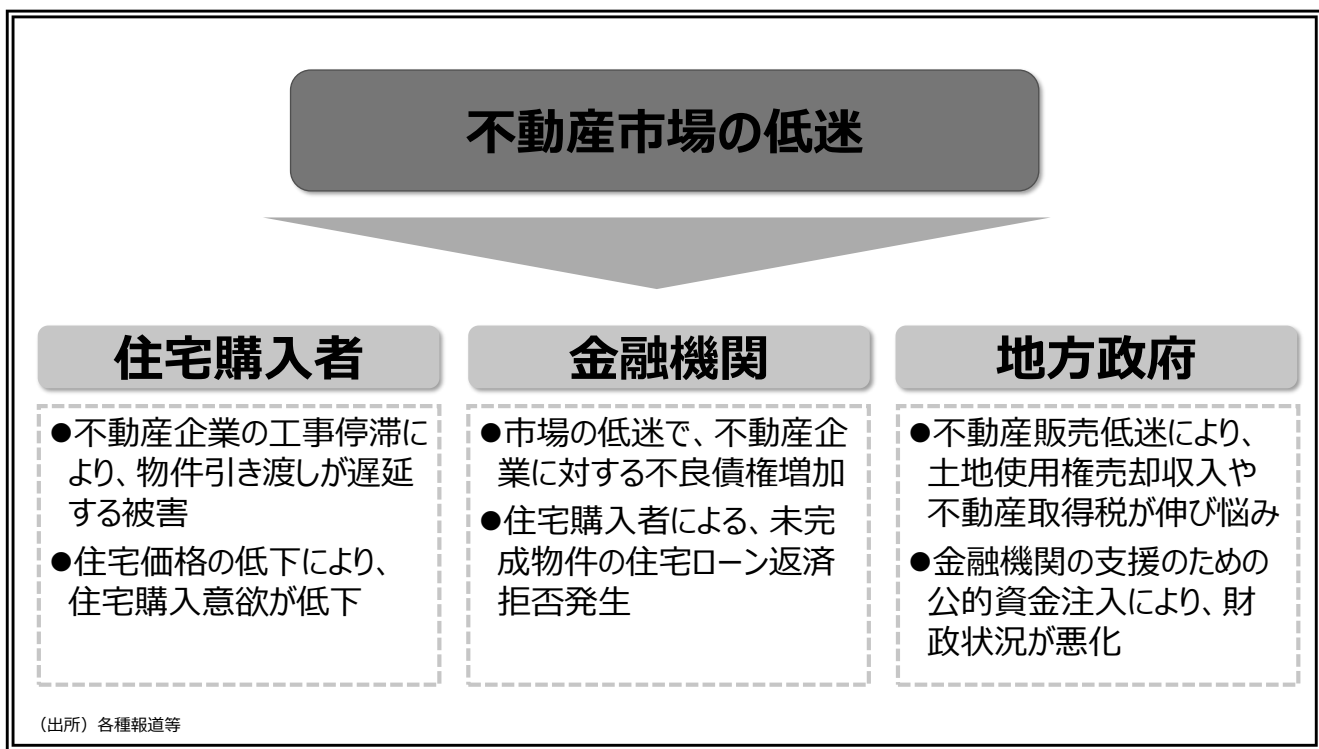 不動産市場の低迷
住宅購入者
●不動産企業の工事停滞に
より、物件引き渡しが遅延
する被害
●住宅価格の低下により、
住宅購入意欲が低下
金融機関
●市場の低迷で、不動産企
業に対する不良債権増加
●住宅購入者による、未完
成物件の住宅ローン返済
拒否発生
地方政府
●不動産販売低迷により、
土地使用権売却収入や
不動産取得税が伸び悩み
●金融機関の支援のための
公的資金注入により、財
政状況が悪化
（出所）各種報道等